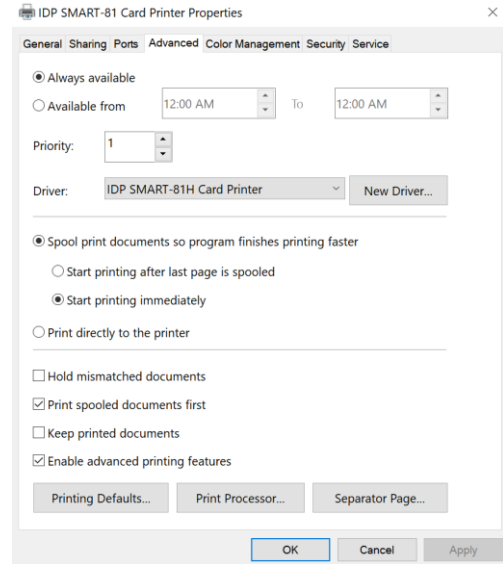 IDP SMART-81 Card Printer Properties
General Sharing Ports Advanced Color Management Security Service
Always available
Available from 12:00 AM To 12:00 AM
Priority: 1
Driver: IDP SMART-81H Card Printer New Driver...
Spool print documents so program finishes printing faster
Start printing after last page is spooled
Start printing immediately
Print directly to the printer
Hold mismatched documents
Print spooled documents first
Keep printed documents
Enable advanced printing features
Printing Defaults... Print Processor... Separator Page...
OK Cancel Apply